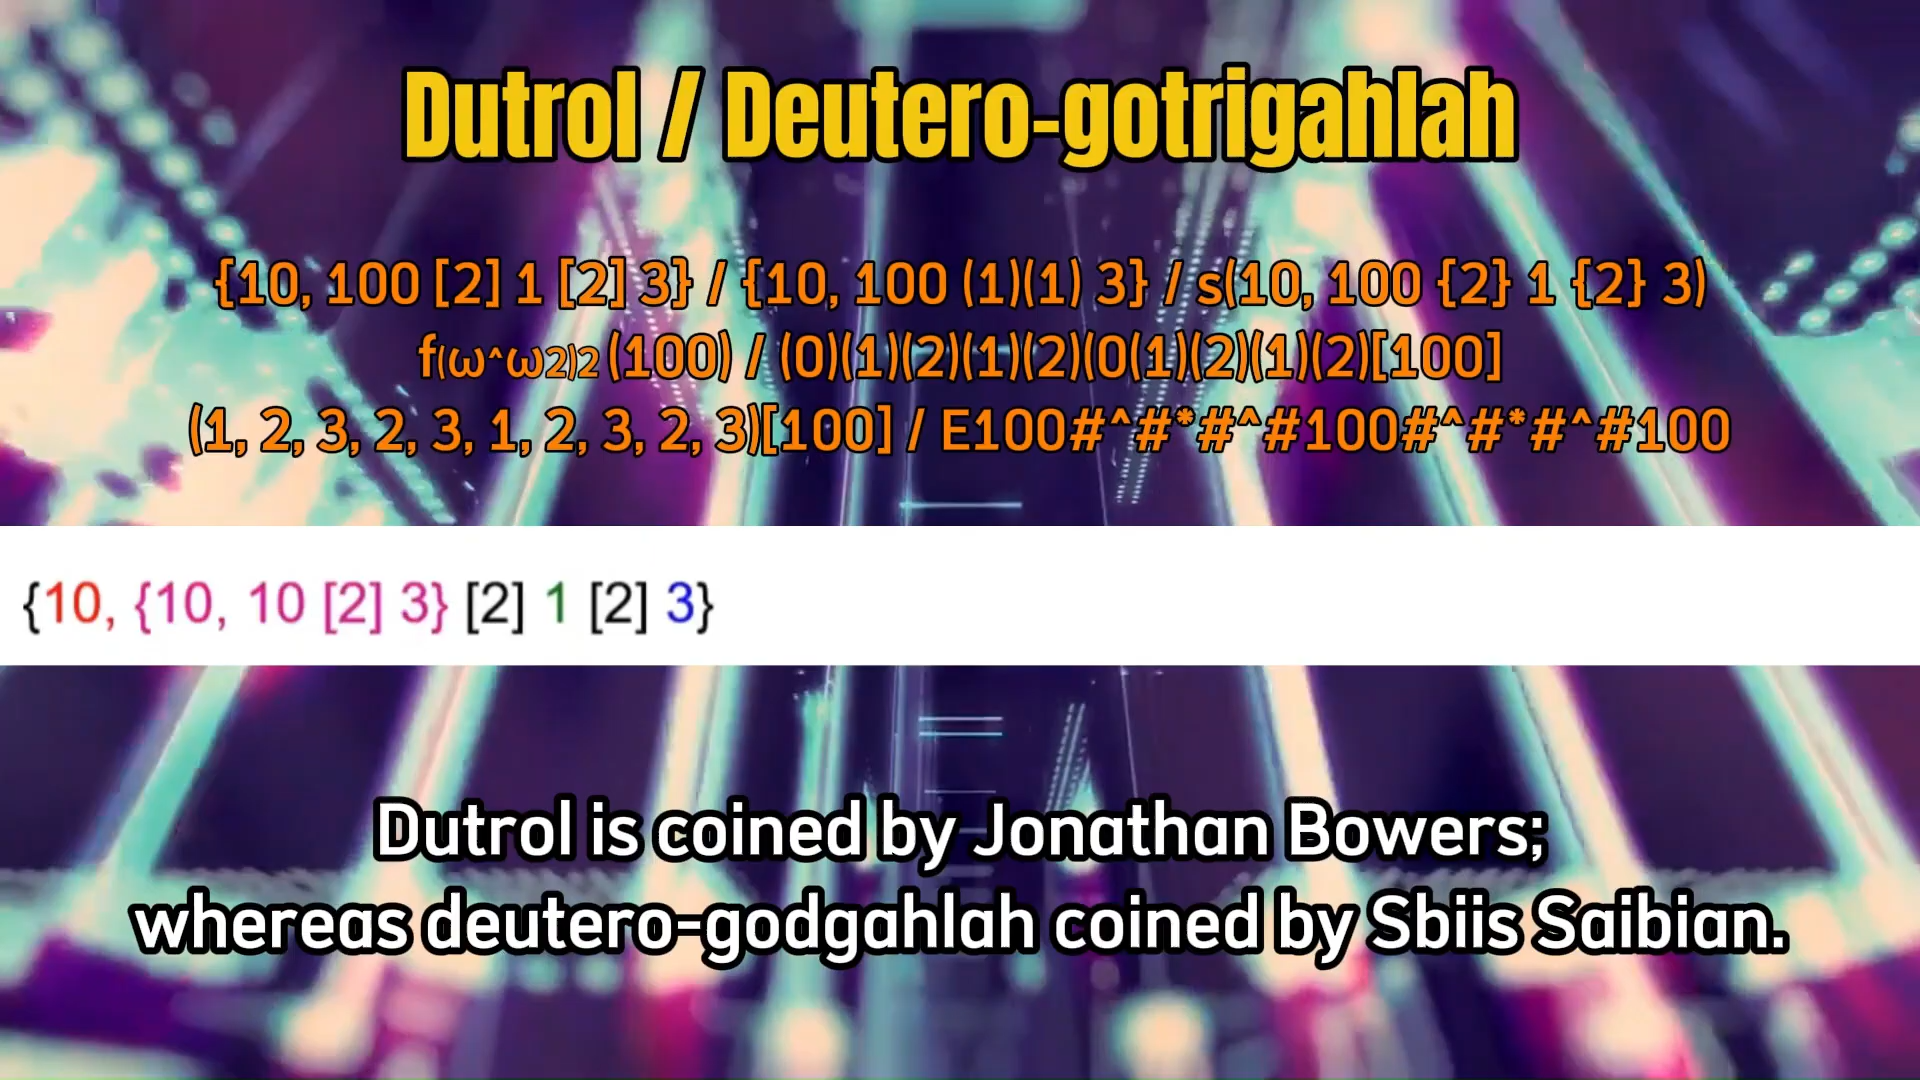 Dutrol / Deutero-gotrigahlah
{10, 100 [2] 1 [2] 3} / {10, 100 (1)(1) 3} / s(10, 100 {2} 1 {2} 3)
f(ω^ω2)2 (100) / (0)(1)(2)(1)(2)(0(1)(2)(1)(2)[100]
(1, 2, 3, 2, 3, 1, 2, 3, 2, 3)[100] / E100#^#*#^#100#^#*#^#100
{10, {10, 10 [2] 3} [2] 1 [2] 3}
Dutrol is coined by Jonathan Bowers;
whereas deutero-godgahlah coined by Sbiis Saibian.